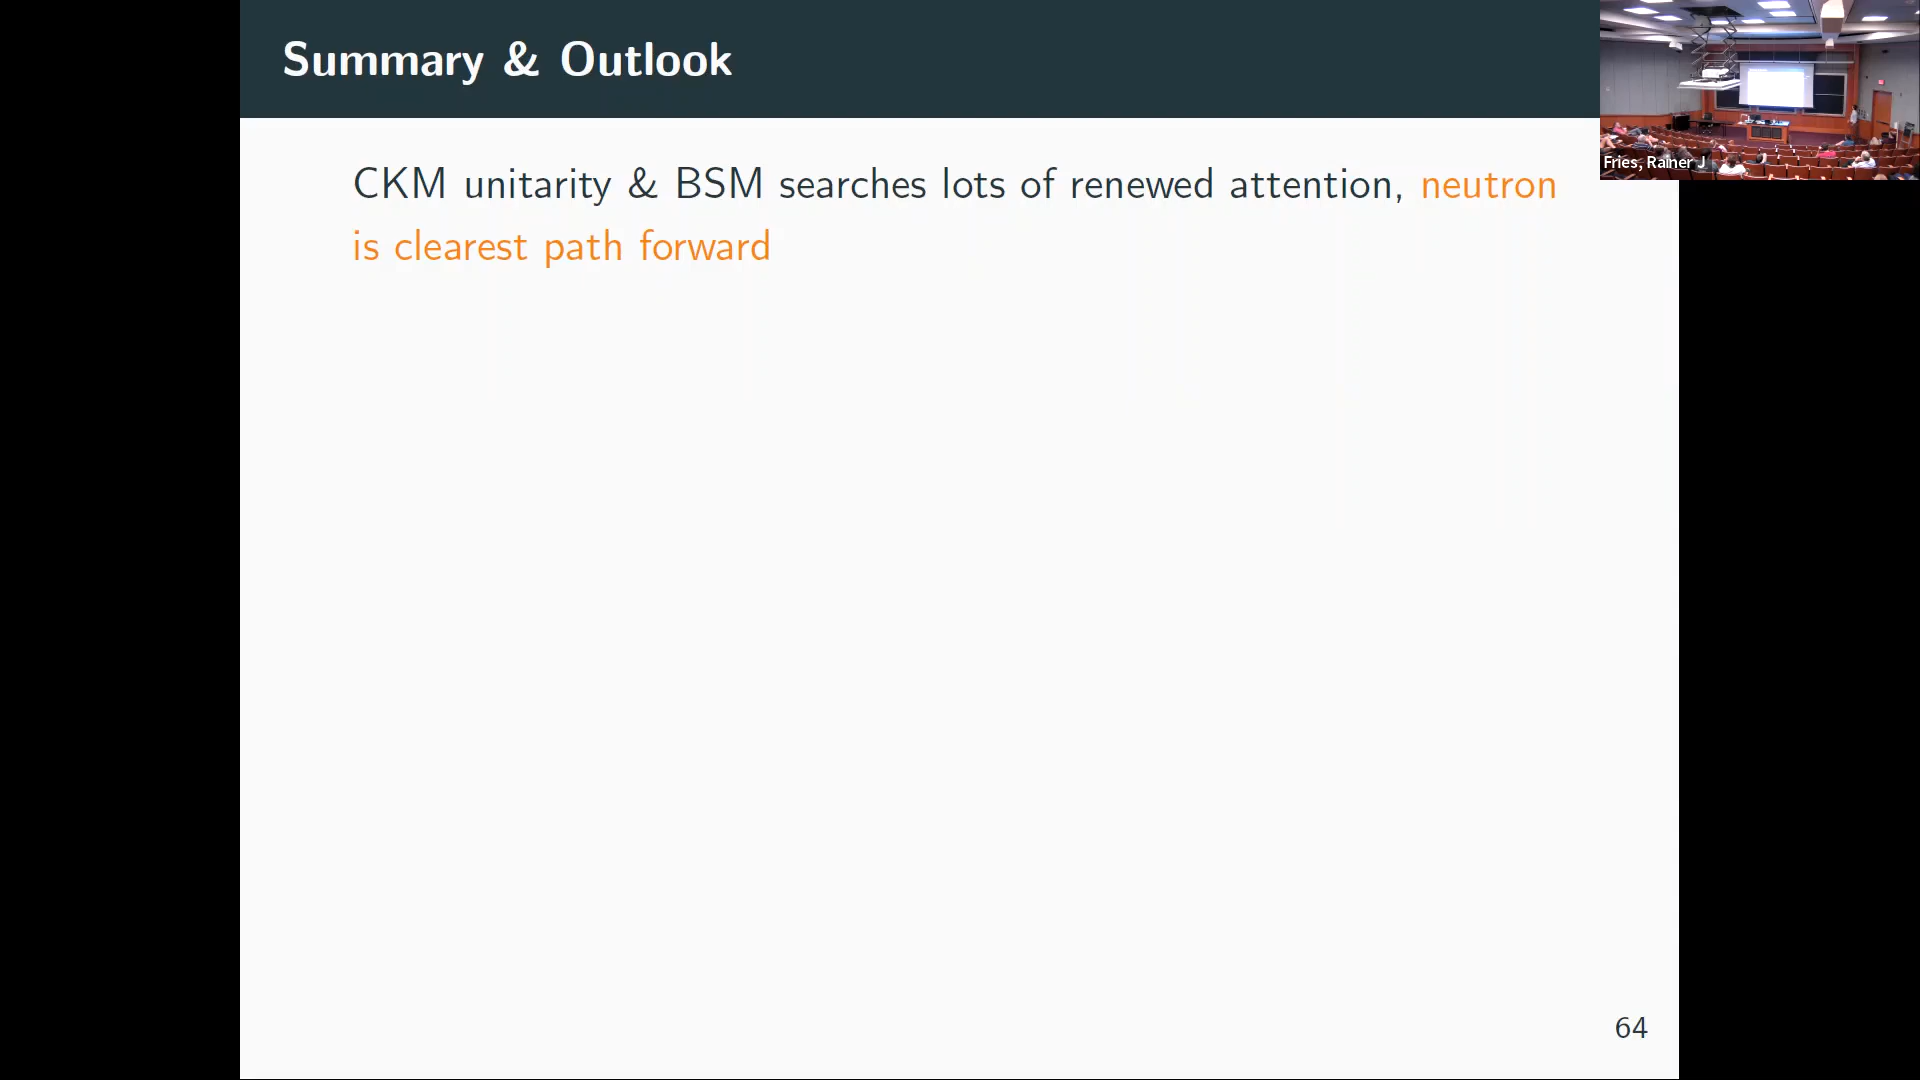 Summary & Outlook
Fries, Rainer J
CKM unitarity & BSM searches lots of renewed attention, neutron
is clearest path forward
64